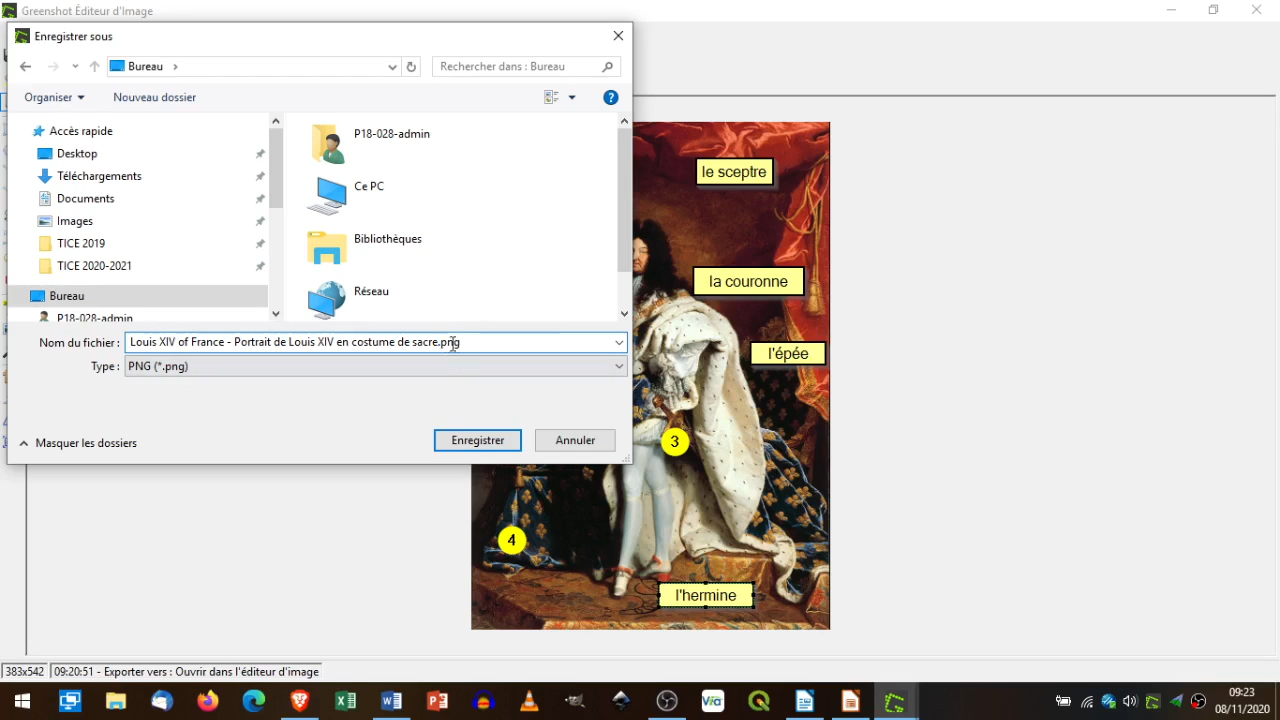 Greenshot Éditeur d'Image
Enregistrer sous
Bureau
Rechercher dans : Bureau
Organiser
Nouveau dossier
?
Accès rapide
Desktop
Téléchargements
Documents
Images
TICE 2019
TICE 2020-2021
Bureau
P18-028-admin
P18-028-admin
Ce PC
Bibliothèques
Réseau
Nom du fichier :
Louis XIV of France - Portrait de Louis XIV en costume de sacre.png
Type :
PNG (*.png)
Masquer les dossiers
Enregistrer
Annuler
le sceptre
la couronne
l'épée
3
4
l'hermine
383x542
09:20:51 - Exporter vers : Ouvrir dans l'éditeur d'image
Via
09:23
08/11/2020